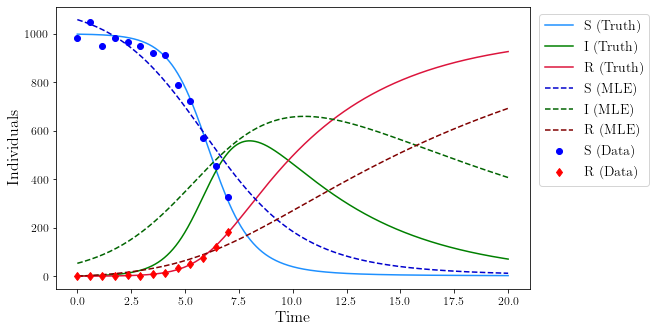 Individuals
1000
800
600
400
200
0
0.0 2.5 5.0 7.5 10.0 12.5 15.0 17.5 20.0
Time
S (Truth)
I (Truth)
R (Truth)
S (MLE)
I (MLE)
R (MLE)
S (Data)
R (Data)